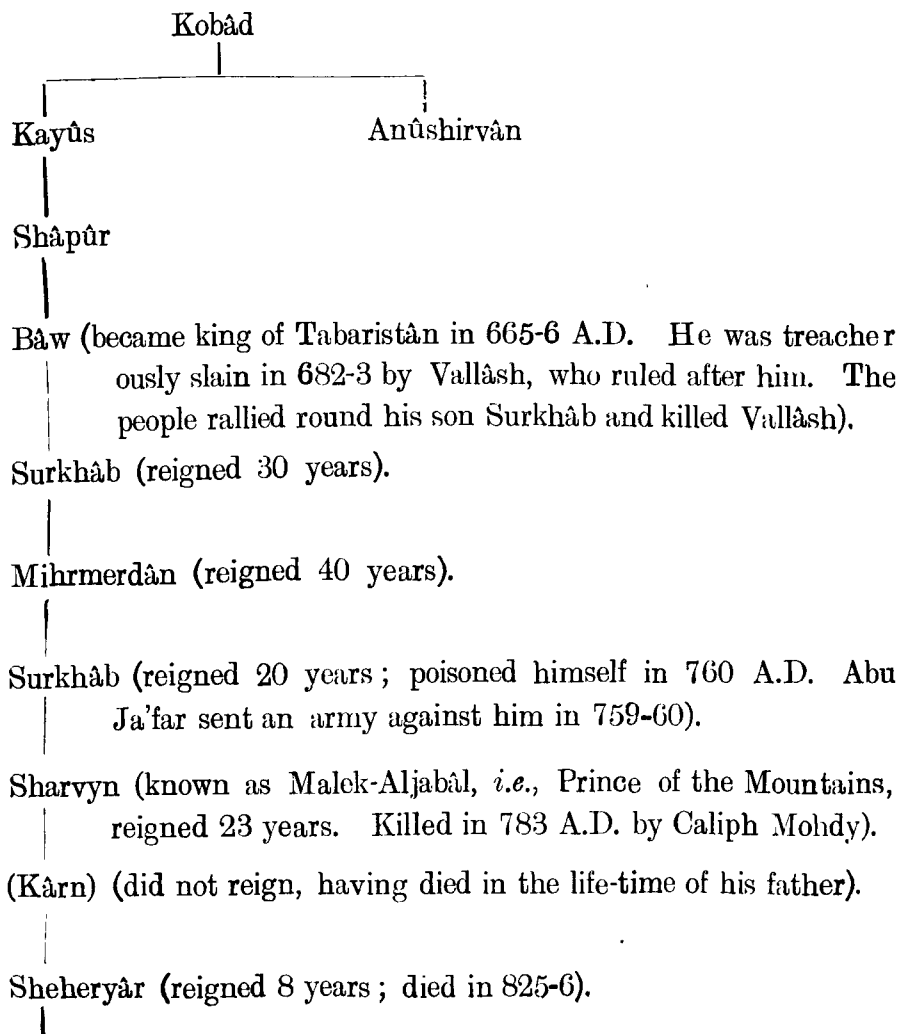 Kobâd
Kayûs Anûshirvân
Shâpûr
Bâw (became king of Tabaristân in 665-6 A.D. He was treacher
ously slain in 682-3 by Vallâsh, who ruled after him. The
people rallied round his son Surkhâb and killed Vallâsh).
Surkhâb (reigned 30 years).
Mihrmerdân (reigned 40 years).
Surkhâb (reigned 20 years; poisoned himself in 760 A.D. Abu
Ja'far sent an army against him in 759-60).
Sharvyn (known as Malek-Aljabâl, i.e., Prince of the Mountains,
reigned 23 years. Killed in 783 A.D. by Caliph Mohdy).
(Kârn) (did not reign, having died in the life-time of his father).
Sheheryâr (reigned 8 years; died in 825-6).